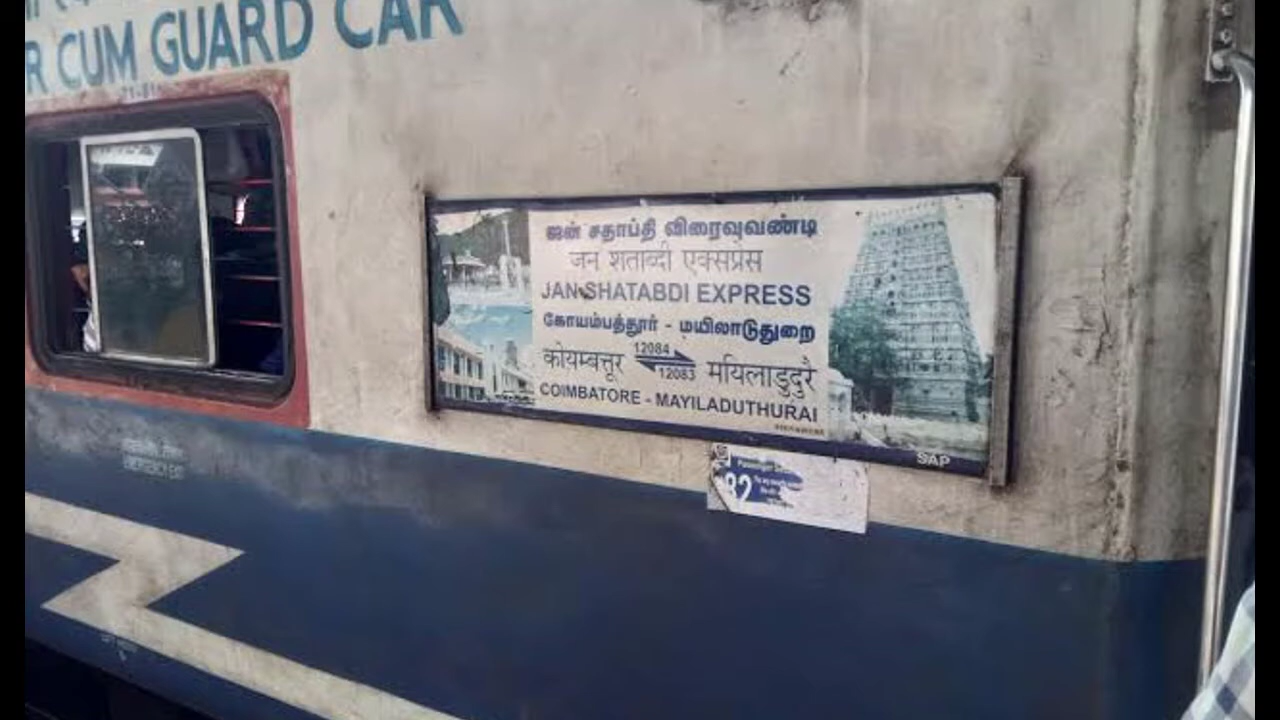 CUM GUARD CAR
ஜன் சதாப்தி விரைவுவண்டி
जन शताब्दी एक्सप्रेस
JAN SHATABDI EXPRESS
கோயம்பத்தூர் - மயிலாடுதுறை
कोयम्बत्तूर 12084 12083 मयिलाडुदुरै
COIMBATORE - MAYILADUTHURAI
SAP